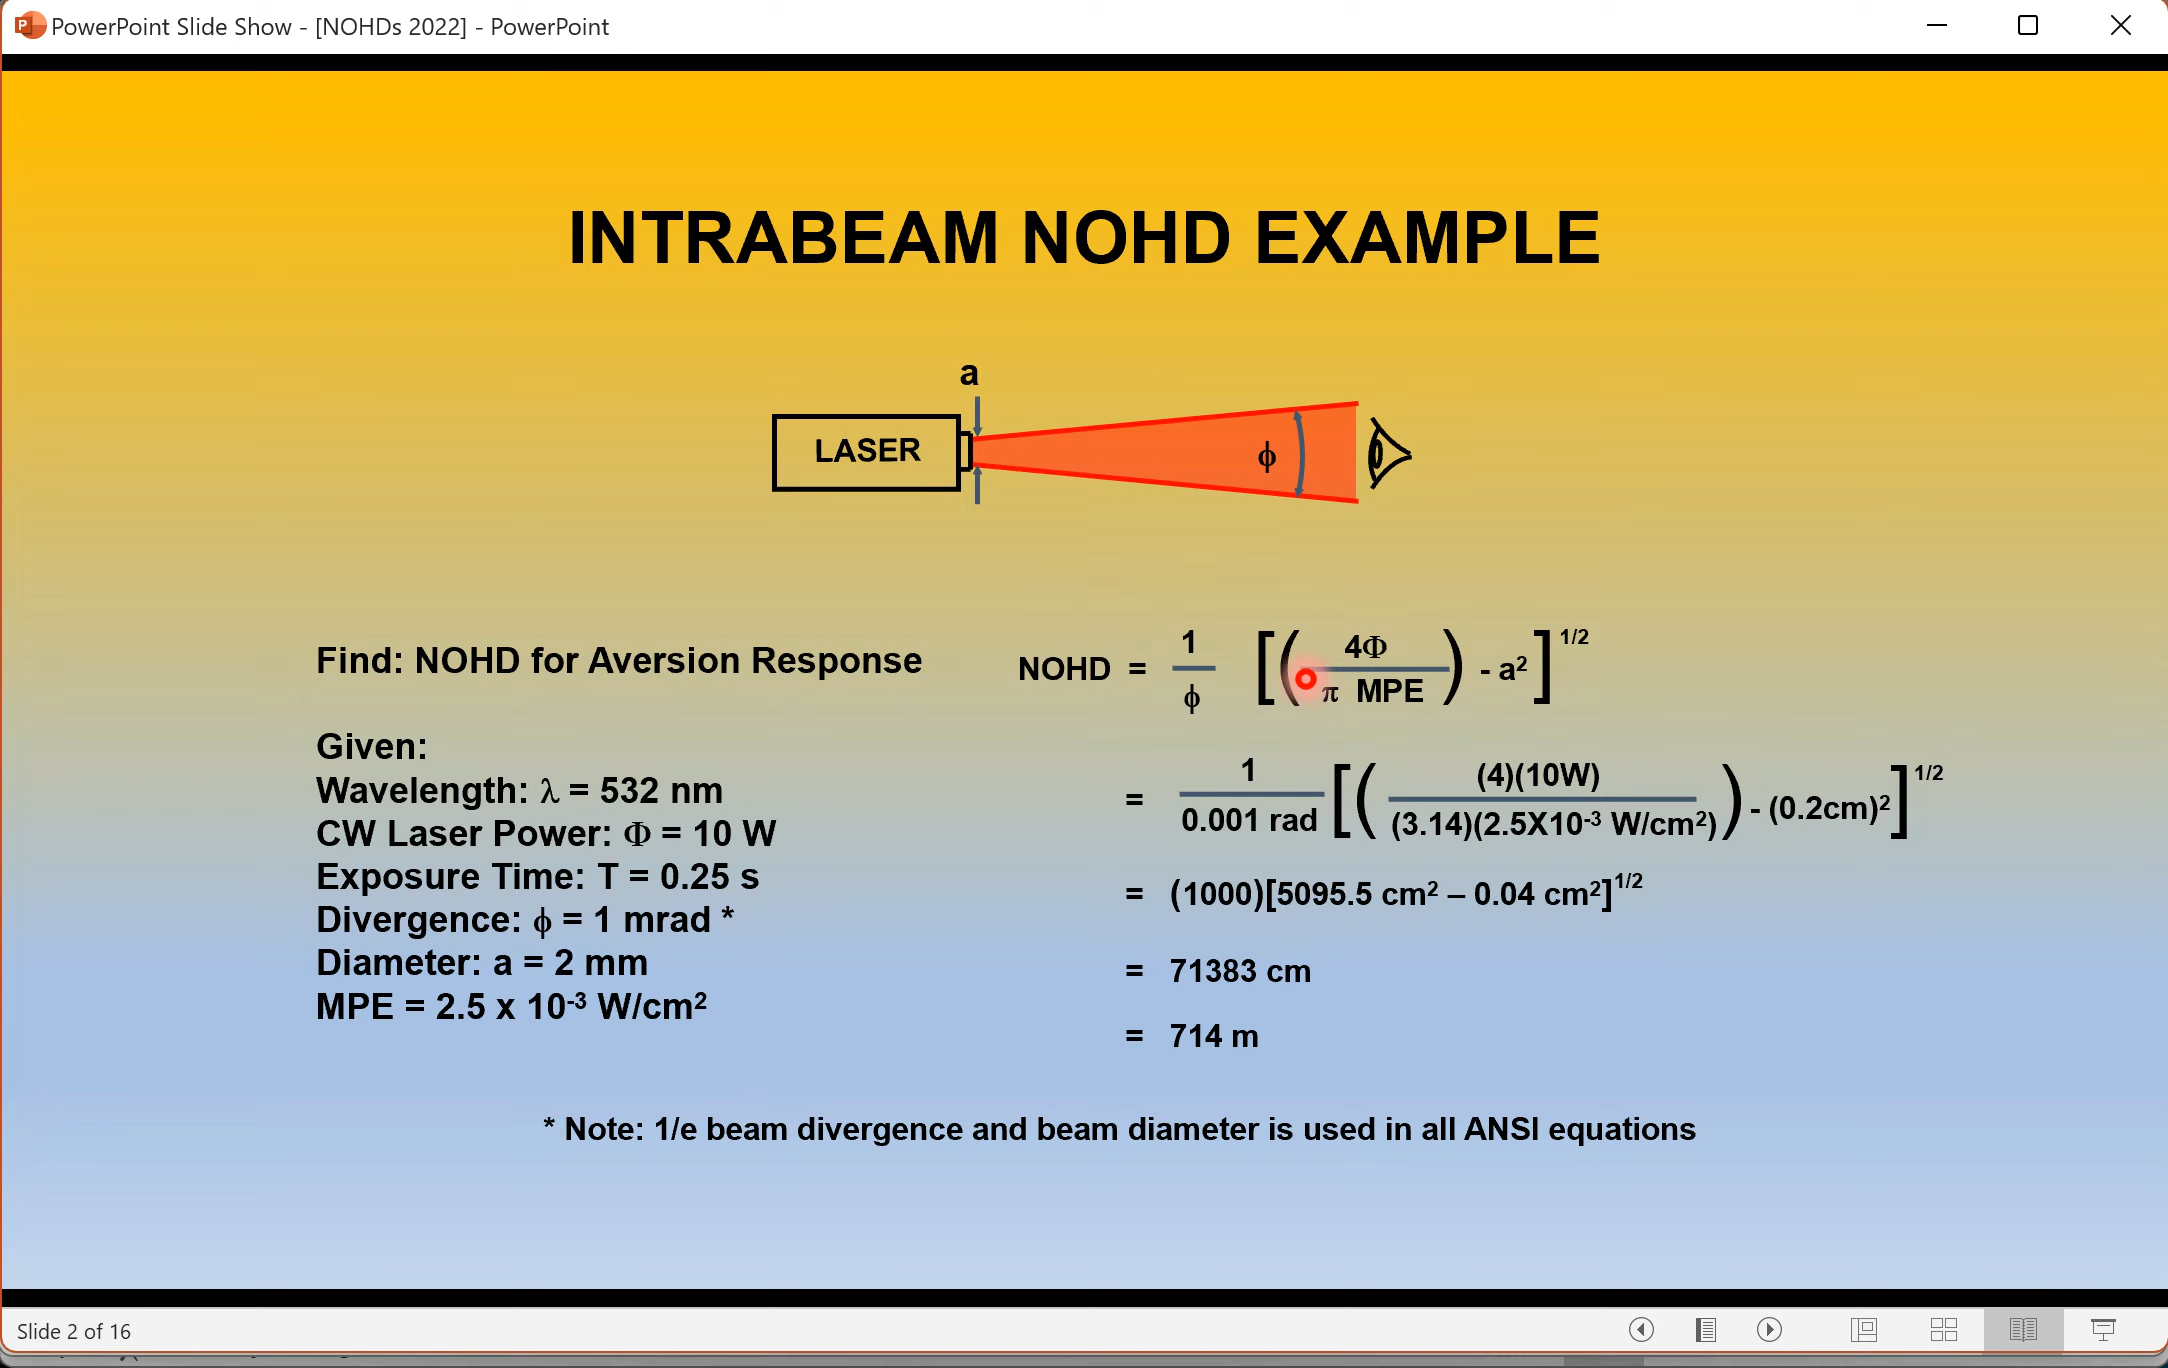 PowerPoint Slide Show - [NOHDs 2022] - PowerPoint
INTRABEAM NOHD EXAMPLE
a
LASER
ϕ
Find: NOHD for Aversion Response
Given:
Wavelength: λ = 532 nm
CW Laser Power: Φ = 10 W
Exposure Time: T = 0.25 s
Divergence: ϕ = 1 mrad *
Diameter: a = 2 mm
MPE = 2.5 x 10⁻³ W/cm²
NOHD = 1/ϕ [(4Φ/π MPE) - a²]^1/2
= 1/0.001 rad [((4)(10W)/(3.14)(2.5X10⁻³ W/cm²)) - (0.2cm)²]^1/2
= (1000)[5095.5 cm² – 0.04 cm²]^1/2
= 71383 cm
= 714 m
* Note: 1/e beam divergence and beam diameter is used in all ANSI equations
Slide 2 of 16